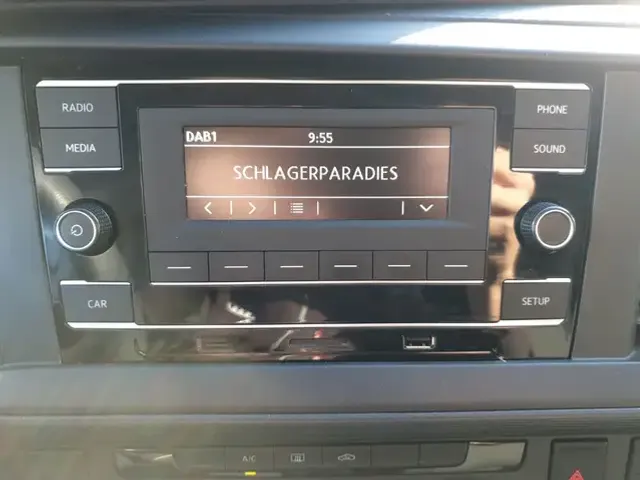 RADIO
PHONE
MEDIA
SOUND
DAB1 9:55
SCHLAGERPARADIES
CAR
SETUP
A/C